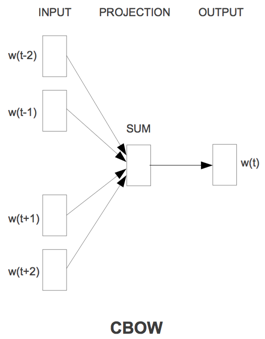 INPUT PROJECTION OUTPUT
w(t-2)
w(t-1)
SUM
w(t)
w(t+1)
w(t+2)
CBOW